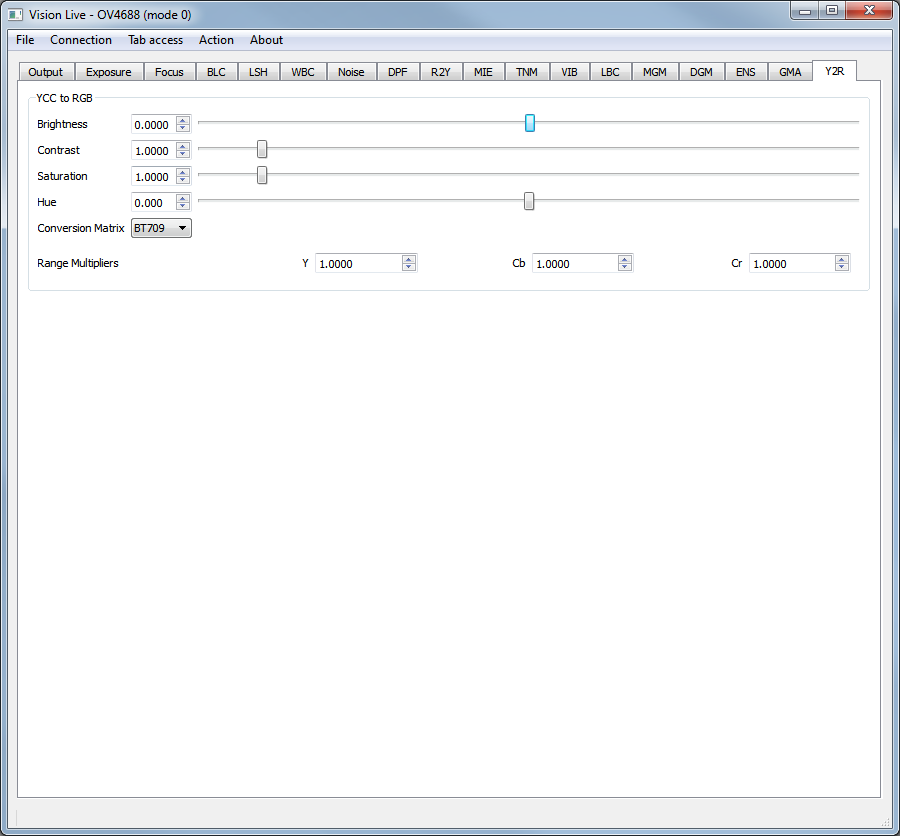 Vision Live - OV4688 (mode 0)
File Connection Tab access Action About
Output Exposure Focus BLC LSH WBC Noise DPF R2Y MIE TNM VIB LBC MGM DGM ENS GMA Y2R
YCC to RGB
Brightness 0.0000
Contrast 1.0000
Saturation 1.0000
Hue 0.000
Conversion Matrix BT709
Range Multipliers Y 1.0000 Cb 1.0000 Cr 1.0000